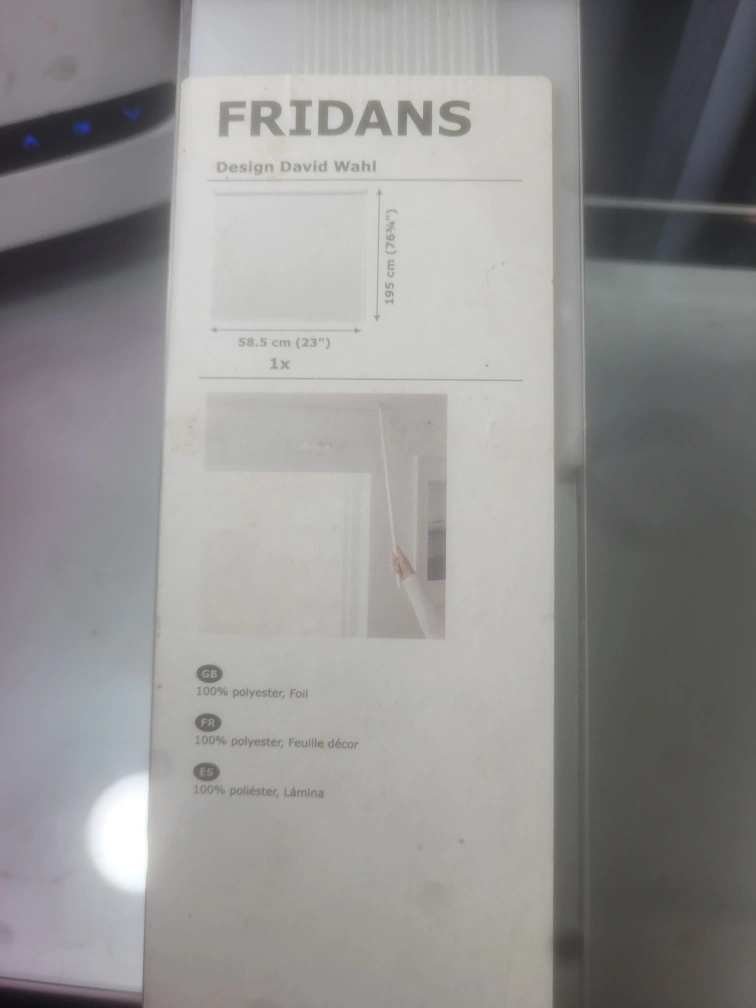 FRIDANS
Design David Wahl
195 cm (76¾")
58.5 cm (23")
1x
GB
100% polyester, Foil
FR
100% polyester, Feuille décor
ES
100% poliéster, Lámina